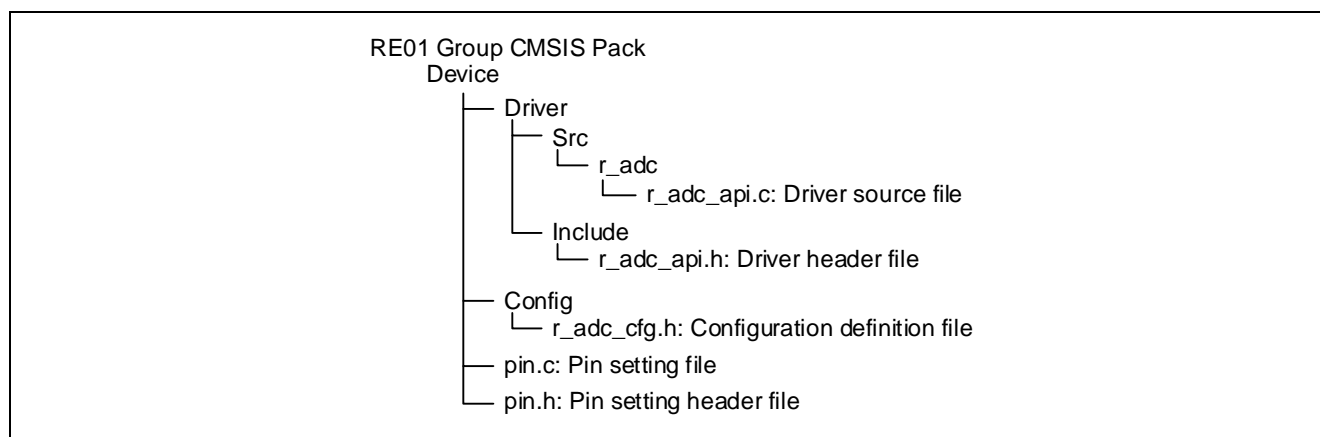 RE01 Group CMSIS Pack
Device
Driver
Src
r_adc
r_adc_api.c: Driver source file
Include
r_adc_api.h: Driver header file
Config
r_adc_cfg.h: Configuration definition file
pin.c: Pin setting file
pin.h: Pin setting header file